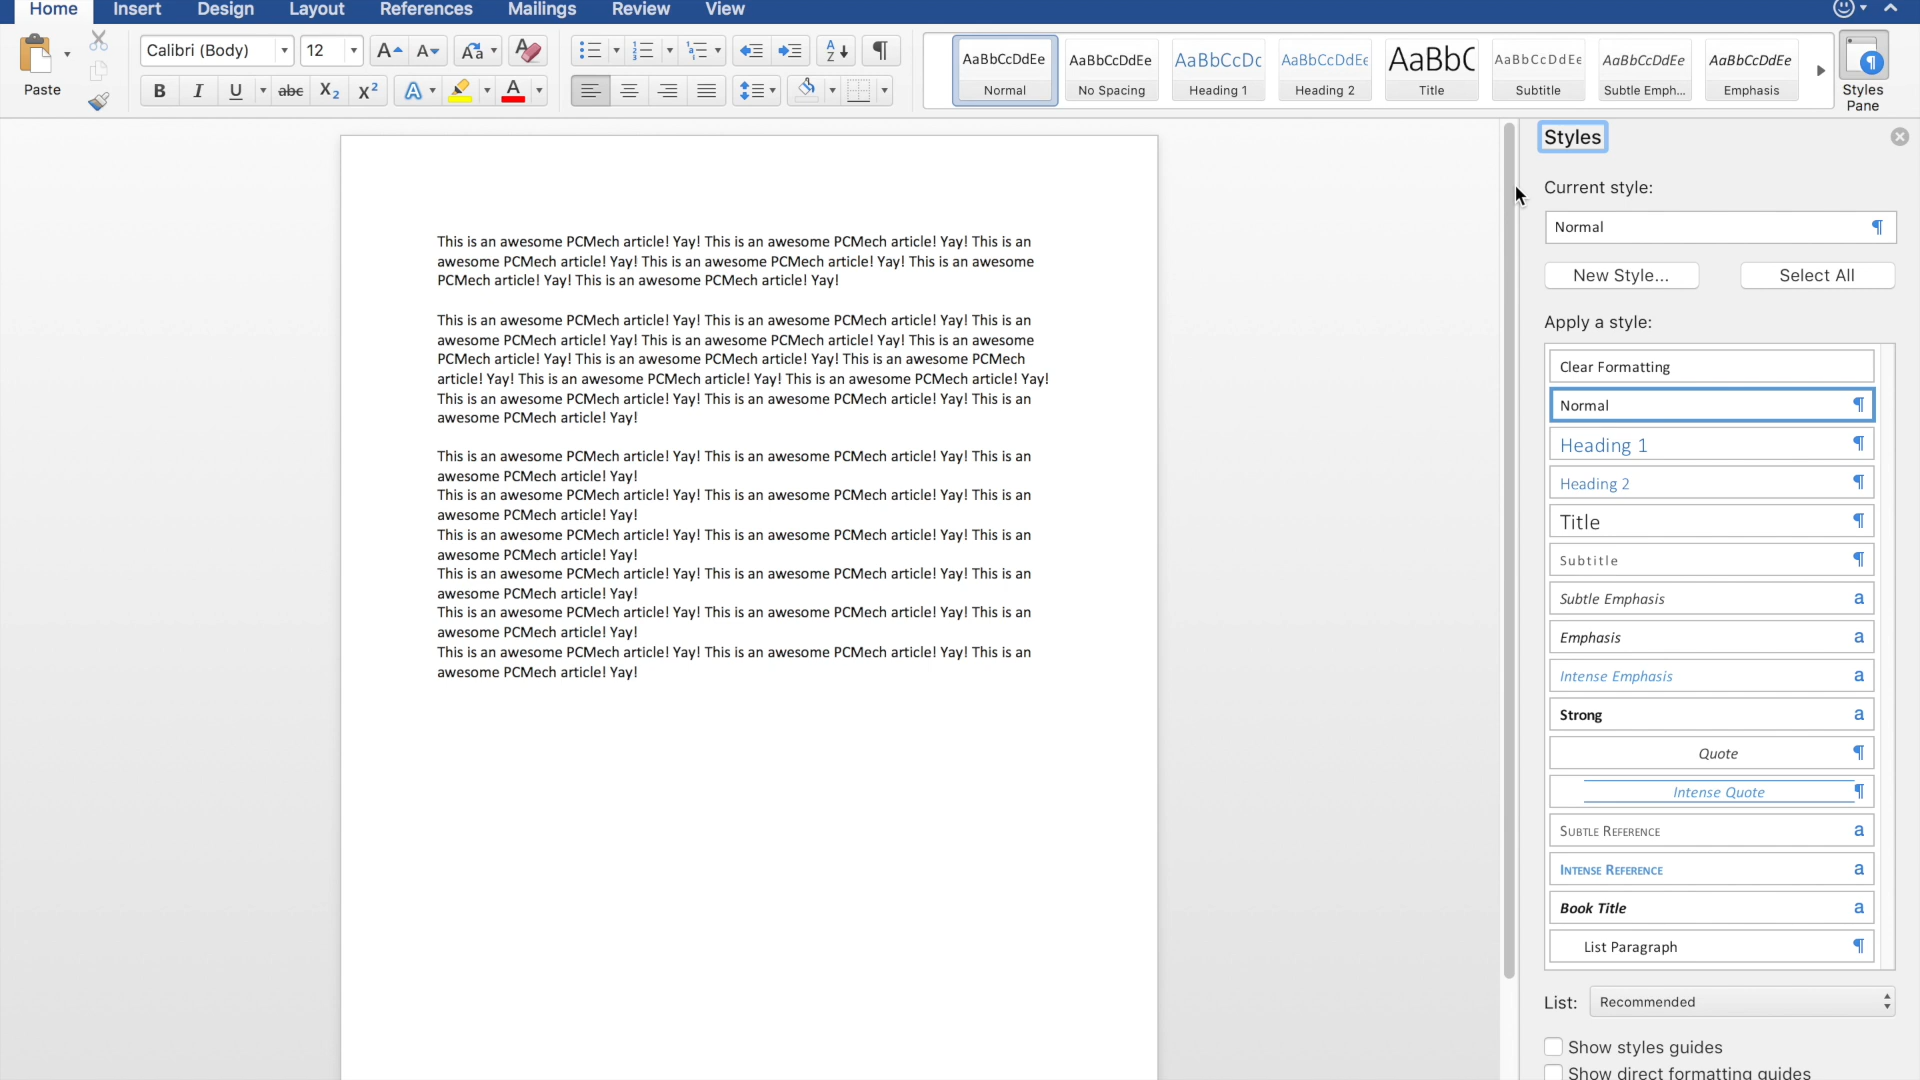 Home Insert Design Layout References Mailings Review View
Calibri (Body) 12 A A Aa A
Paste
B I U abc X2 X2 A A
AaBbCcDdEe AaBbCcDdEe AaBbCcDc AaBbCcDdEe AaBbC AaBbCcDdEe AaBbCcDdEe AaBbCcDdEe
Normal No Spacing Heading 1 Heading 2 Title Subtitle Subtle Emph... Emphasis
Styles
Pane
This is an awesome PCMech article! Yay! This is an awesome PCMech article! Yay! This is an
awesome PCMech article! Yay! This is an awesome PCMech article! Yay! This is an awesome
PCMech article! Yay! This is an awesome PCMech article! Yay!
This is an awesome PCMech article! Yay! This is an awesome PCMech article! Yay! This is an
awesome PCMech article! Yay! This is an awesome PCMech article! Yay! This is an awesome
PCMech article! Yay! This is an awesome PCMech article! Yay! This is an awesome PCMech
article! Yay! This is an awesome PCMech article! Yay! This is an awesome PCMech article! Yay!
This is an awesome PCMech article! Yay! This is an awesome PCMech article! Yay! This is an
awesome PCMech article! Yay!
This is an awesome PCMech article! Yay! This is an awesome PCMech article! Yay! This is an
awesome PCMech article! Yay!
This is an awesome PCMech article! Yay! This is an awesome PCMech article! Yay! This is an
awesome PCMech article! Yay!
This is an awesome PCMech article! Yay! This is an awesome PCMech article! Yay! This is an
awesome PCMech article! Yay!
This is an awesome PCMech article! Yay! This is an awesome PCMech article! Yay! This is an
awesome PCMech article! Yay!
This is an awesome PCMech article! Yay! This is an awesome PCMech article! Yay! This is an
awesome PCMech article! Yay!
This is an awesome PCMech article! Yay! This is an awesome PCMech article! Yay! This is an
awesome PCMech article! Yay!
Styles
Current style:
Normal ¶
New Style... Select All
Apply a style:
Clear Formatting
Normal ¶
Heading 1 ¶
Heading 2 ¶
Title ¶
Subtitle ¶
Subtle Emphasis a
Emphasis a
Intense Emphasis a
Strong a
Quote ¶
Intense Quote ¶
Subtle Reference a
Intense Reference a
Book Title a
List Paragraph ¶
List: Recommended
Show styles guides
Show direct formatting guides